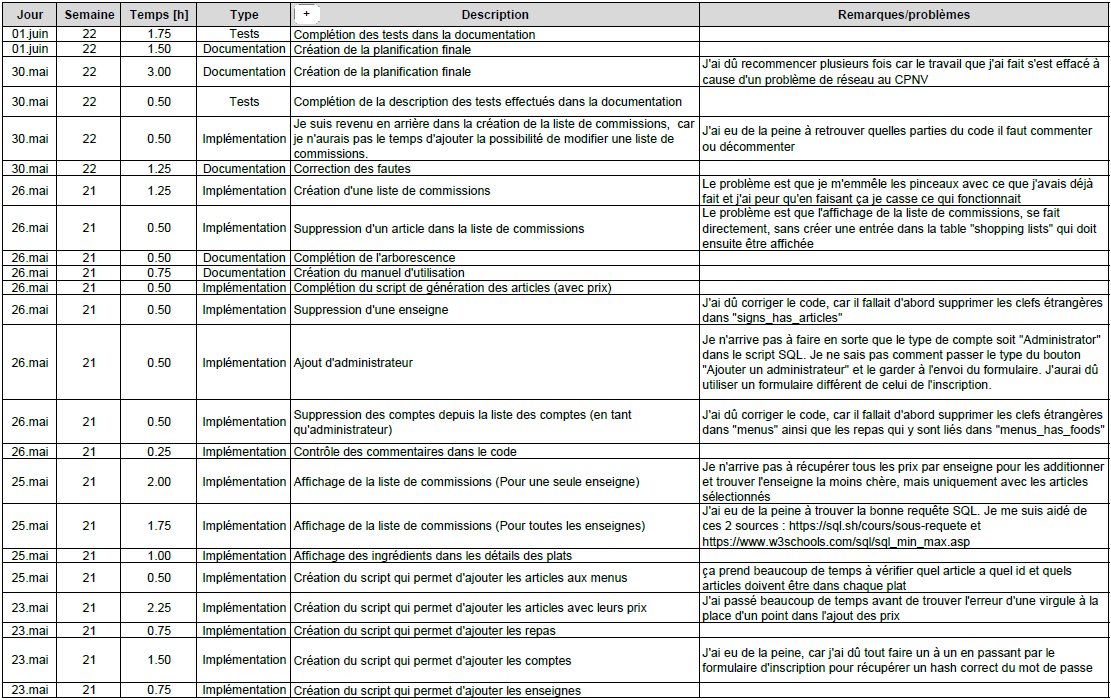 Jour Semaine Temps [h] Type + Description Remarques/problèmes
01.juin 22 1.75 Tests Complétion des tests dans la documentation
01.juin 22 1.50 Documentation Création de la planification finale
30.mai 22 3.00 Documentation Création de la planification finale J'ai dû recommencer plusieurs fois car le travail que j'ai fait s'est effacé à
cause d'un problème de réseau au CPNV
30.mai 22 0.50 Tests Complétion de la description des tests effectués dans la documentation
30.mai 22 0.50 Implémentation Je suis revenu en arrière dans la création de la liste de commissions, car
je n'aurais pas le temps d'ajouter la possibilité de modifier une liste de
commissions.
J'ai eu de la peine à retrouver quelles parties du code il faut commenter
ou décommenter
30.mai 22 1.25 Documentation Correction des fautes
26.mai 21 1.25 Implémentation Création d'une liste de commissions Le problème est que je m'emmêle les pinceaux avec ce que j'avais déjà
fait et j'ai peur qu'en faisant ça je casse ce qui fonctionnait
26.mai 21 0.50 Implémentation Suppression d'un article dans la liste de commissions Le problème est que l'affichage de la liste de commissions, se fait
directement, sans créer une entrée dans la table "shopping lists" qui doit
ensuite être affichée
26.mai 21 0.50 Documentation Complétion de l'arborescence
26.mai 21 0.75 Documentation Création du manuel d'utilisation
26.mai 21 0.50 Implémentation Complétion du script de génération des articles (avec prix)
26.mai 21 0.50 Implémentation Suppression d'une enseigne J'ai dû corriger le code, car il fallait d'abord supprimer les clefs étrangères
dans "signs_has_articles"
26.mai 21 0.50 Implémentation Ajout d'administrateur Je n'arrive pas à faire en sorte que le type de compte soit "Administrator"
dans le script SQL. Je ne sais pas comment passer le type du bouton
"Ajouter un administrateur" et le garder à l'envoi du formulaire. J'aurai dû
utiliser un formulaire différent de celui de l'inscription.
26.mai 21 0.50 Implémentation Suppression des comptes depuis la liste des comptes (en tant
qu'administrateur)
J'ai dû corriger le code, car il fallait d'abord supprimer les clefs étrangères
dans "menus" ainsi que les repas qui y sont liés dans "menus_has_foods"
26.mai 21 0.25 Implémentation Contrôle des commentaires dans le code
25.mai 21 2.00 Implémentation Affichage de la liste de commissions (Pour une seule enseigne) Je n'arrive pas à récupérer tous les prix par enseigne pour les additionner
et trouver l'enseigne la moins chère, mais uniquement avec les articles
sélectionnés
25.mai 21 1.75 Implémentation Affichage de la liste de commissions (Pour toutes les enseignes) J'ai eu de la peine à trouver la bonne requête SQL. Je me suis aidé de
ces 2 sources : https://sql.sh/cours/sous-requete et
https://www.w3schools.com/sql/sql_min_max.asp
25.mai 21 1.00 Implémentation Affichage des ingrédients dans les détails des plats
25.mai 21 0.50 Implémentation Création du script qui permet d'ajouter les articles aux menus ça prend beaucoup de temps à vérifier quel article a quel id et quels
articles doivent être dans chaque plat
23.mai 21 2.25 Implémentation Création du script qui permet d'ajouter les articles avec leurs prix J'ai passé beaucoup de temps avant de trouver l'erreur d'une virgule à la
place d'un point dans l'ajout des prix
23.mai 21 0.75 Implémentation Création du script qui permet d'ajouter les repas
23.mai 21 1.50 Implémentation Création du script qui permet d'ajouter les comptes J'ai eu de la peine, car j'ai dû tout faire un à un en passant par le
formulaire d'inscription pour récupérer un hash correct du mot de passe
23.mai 21 0.75 Implémentation Création du script qui permet d'ajouter les enseignes